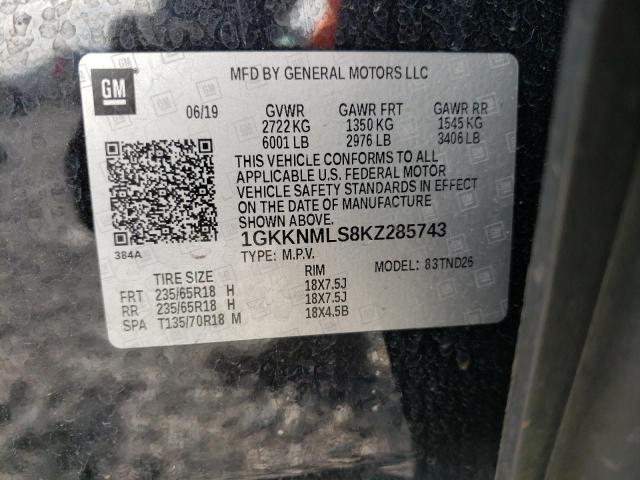 GM
MFD BY GENERAL MOTORS LLC
06/19 GVWR GAWR FRT GAWR RR
2722 KG 1350 KG 1545 KG
6001 LB 2976 LB 3406 LB
THIS VEHICLE CONFORMS TO ALL
APPLICABLE U.S. FEDERAL MOTOR
VEHICLE SAFETY STANDARDS IN EFFECT
ON THE DATE OF MANUFACTURE
SHOWN ABOVE.
1GKKNMLS8KZ285743
384A
TYPE: M.P.V. MODEL: 83TND26
TIRE SIZE RIM
FRT 235/65R18 H 18X7.5J
RR 235/65R18 H 18X7.5J
SPA T135/70R18 M 18X4.5B